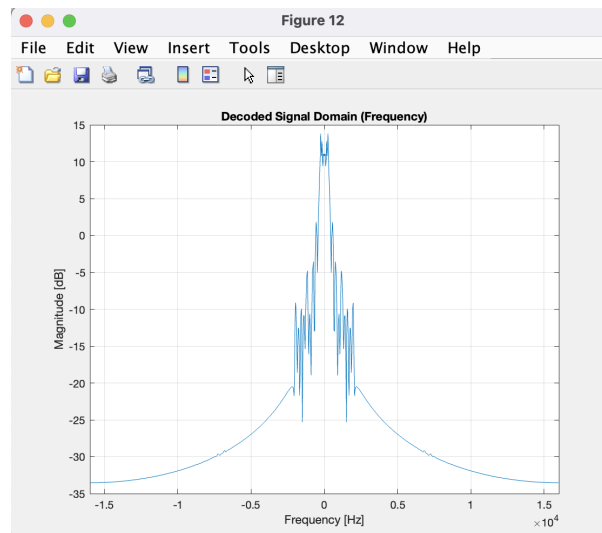 Figure 12
File Edit View Insert Tools Desktop Window Help
Decoded Signal Domain (Frequency)
15
10
5
0
-5
-10
-15
-20
-25
-30
-35
Magnitude [dB]
-1.5 -1 -0.5 0 0.5 1 1.5
Frequency [Hz]
×10⁴